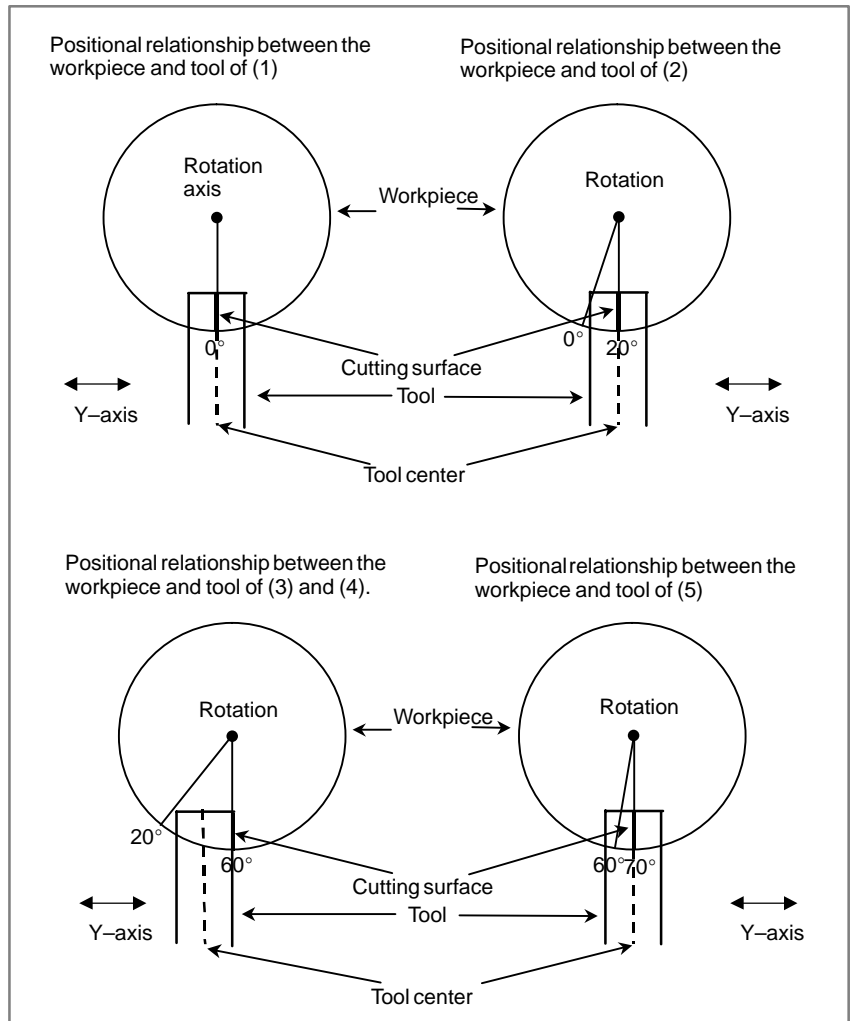 Positional relationship between the
workpiece and tool of (1)
Positional relationship between the
workpiece and tool of (2)
Rotation
axis
Workpiece
Rotation
0°
0°
20°
Cutting surface
Tool
Y–axis
Y–axis
Tool center
Positional relationship between the
workpiece and tool of (3) and (4).
Positional relationship between the
workpiece and tool of (5)
Rotation
Workpiece
Rotation
20°
60°
60°
70°
Cutting surface
Tool
Y–axis
Y–axis
Tool center